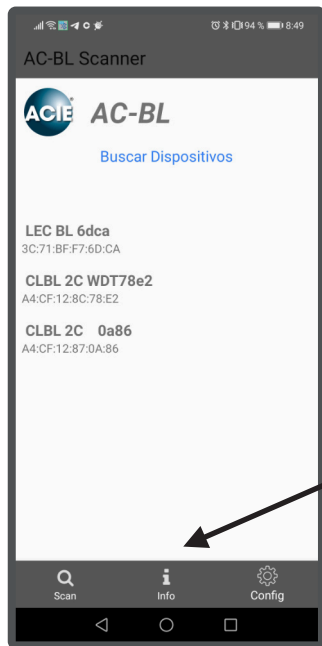 94 % 8:49
AC-BL Scanner
ACIE AC-BL
Buscar Dispositivos
LEC BL 6dca
3C:71:BF:F7:6D:CA
CLBL 2C WDT78e2
A4:CF:12:8C:78:E2
CLBL 2C 0a86
A4:CF:12:87:0A:86
Scan Info Config